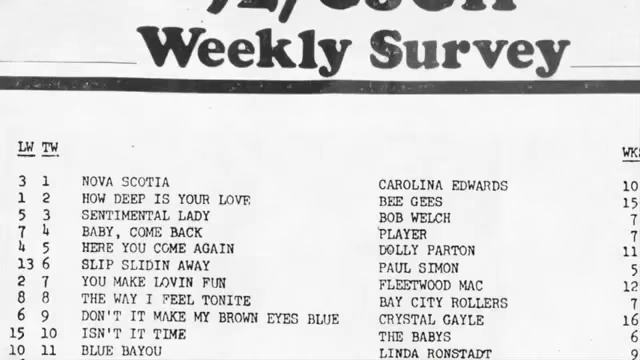 Weekly Survey
LW TW WKS
3 1 NOVA SCOTIA CAROLINA EDWARDS 10
1 2 HOW DEEP IS YOUR LOVE BEE GEES 15
5 3 SENTIMENTAL LADY BOB WELCH 7
7 4 BABY, COME BACK PLAYER 7
4 5 HERE YOU COME AGAIN DOLLY PARTON 11
13 6 SLIP SLIDIN AWAY PAUL SIMON 5
2 7 YOU MAKE LOVIN FUN FLEETWOOD MAC 12
8 8 THE WAY I FEEL TONITE BAY CITY ROLLERS 7
6 9 DON'T IT MAKE MY BROWN EYES BLUE CRYSTAL GAYLE 16
15 10 ISN'T IT TIME THE BABYS 6
10 11 BLUE BAYOU LINDA RONSTADT 9